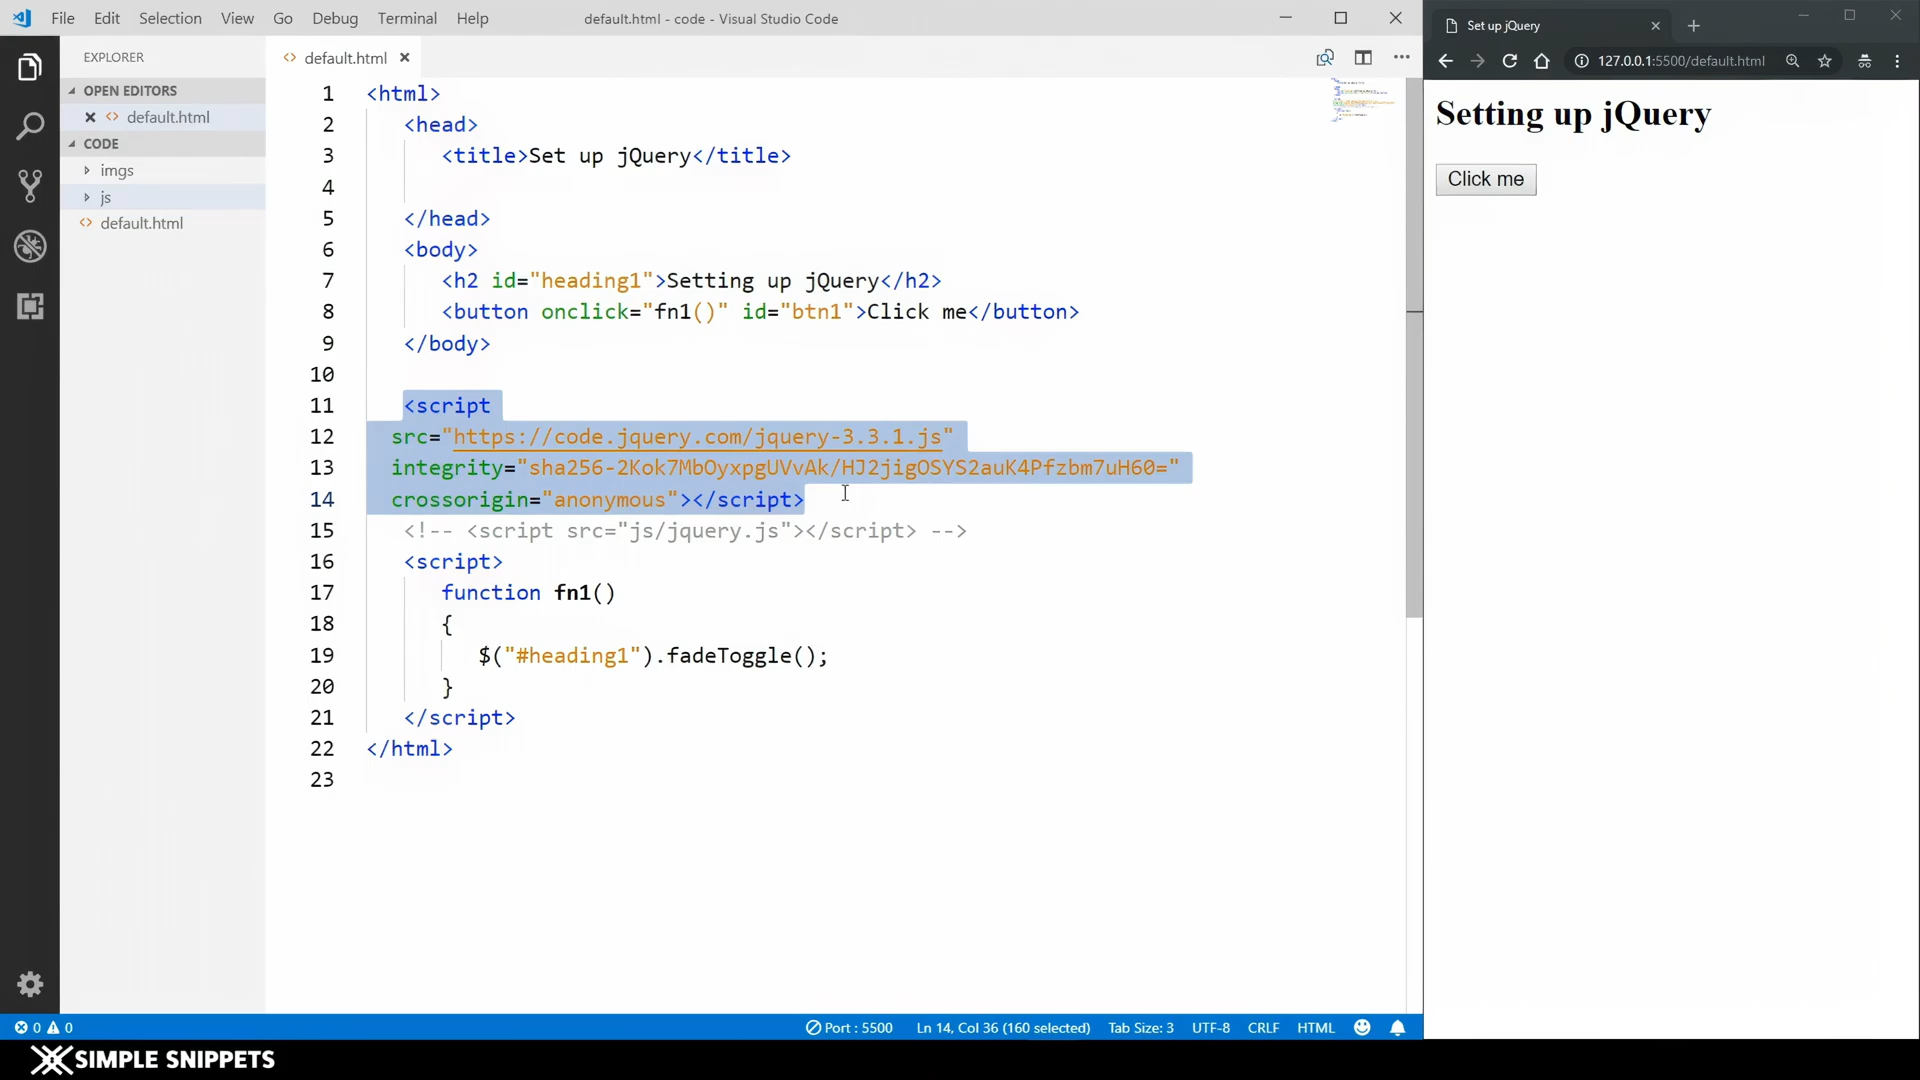 File Edit Selection View Go Debug Terminal Help
default.html - code - Visual Studio Code
EXPLORER
OPEN EDITORS
default.html
CODE
imgs
js
default.html
default.html
1 <html>
2 <head>
3 <title>Set up jQuery</title>
4
5 </head>
6 <body>
7 <h2 id="heading1">Setting up jQuery</h2>
8 <button onclick="fn1()" id="btn1">Click me</button>
9 </body>
10
11 <script
12 src="https://code.jquery.com/jquery-3.3.1.js"
13 integrity="sha256-2Kok7MbOyxpgUVvAk/HJ2jigOSYS2auK4Pfzbm7uH60="
14 crossorigin="anonymous"></script>
15 <!-- <script src="js/jquery.js"></script> -->
16 <script>
17 function fn1()
18 {
19 $("#heading1").fadeToggle();
20 }
21 </script>
22 </html>
23
0 0
Port : 5500 Ln 14, Col 36 (160 selected) Tab Size: 3 UTF-8 CRLF HTML
Set up jQuery
127.0.0.1:5500/default.html
Setting up jQuery
Click me
SIMPLE SNIPPETS